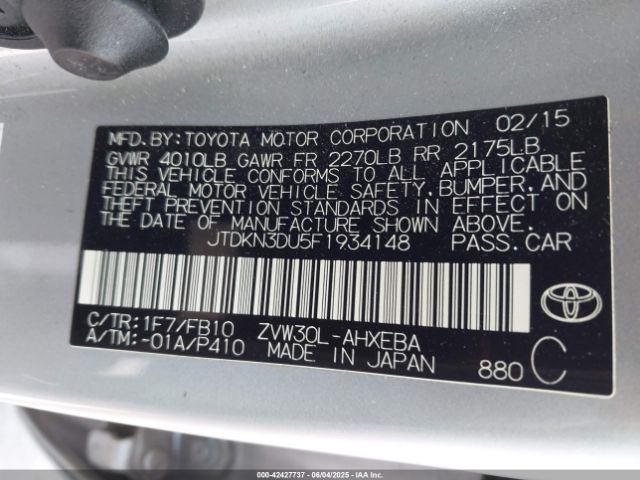 MFD. BY: TOYOTA MOTOR CORPORATION 02/15
GVWR 4010LB GAWR FR 2270LB RR 2175LB
THIS VEHICLE CONFORMS TO ALL APPLICABLE
FEDERAL MOTOR VEHICLE SAFETY, BUMPER, AND
THEFT PREVENTION STANDARDS IN EFFECT ON
THE DATE OF MANUFACTURE SHOWN ABOVE.
JTDKN3DU5F1934148 PASS. CAR
C/TR: 1F7/FB10 ZVW30L-AHXEBA
A/TM: -01A/P410 MADE IN JAPAN 880 C
TOYOTA
000-42427737 - 06/04/2025 - IAAI.COM